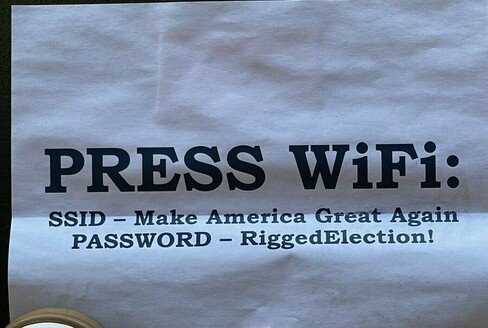 PRESS WiFi:
SSID – Make America Great Again
PASSWORD – RiggedElection!